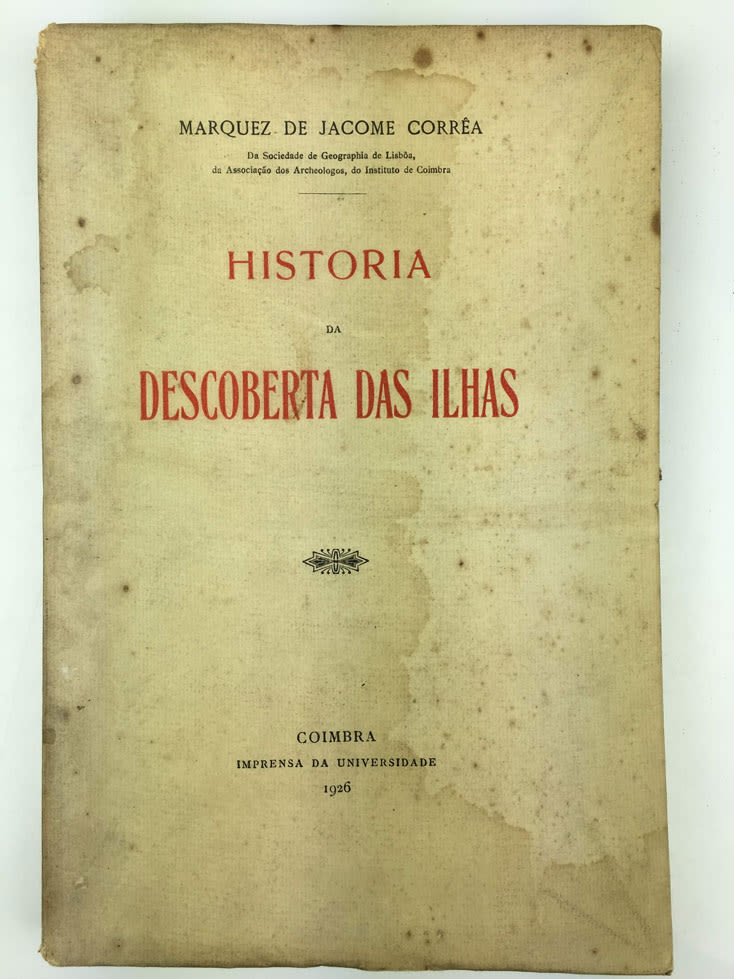 MARQUEZ DE JACOME CORRÊA
Da Sociedade de Geographia de Lisbôa,
da Associação dos Archeologos, do Instituto de Coimbra
HISTORIA
DA
DESCOBERTA DAS ILHAS
COIMBRA
IMPRENSA DA UNIVERSIDADE
1926